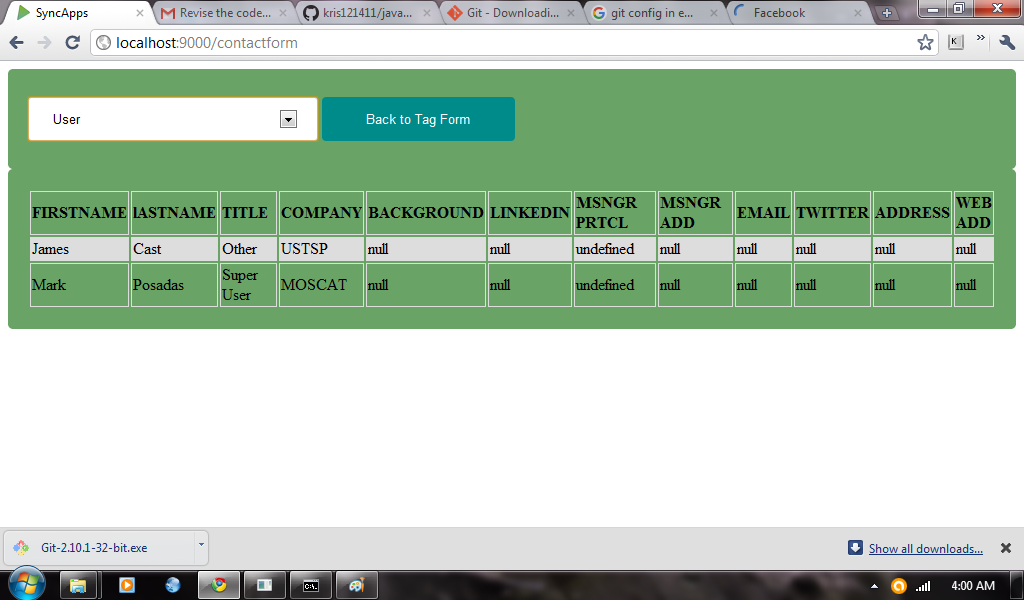 SyncApps
Revise the code...
kris121411/java...
Git - Downloadi...
git config in e...
Facebook
localhost:9000/contactform
K
User
Back to Tag Form
FIRSTNAME lASTNAME TITLE COMPANY BACKGROUND LINKEDIN MSNGR PRTCL MSNGR ADD EMAIL TWITTER ADDRESS WEB ADD
James Cast Other USTSP null null undefined null null null null null
Mark Posadas Super User MOSCAT null null undefined null null null null null
Git-2.10.1-32-bit.exe
Show all downloads...
4:00 AM